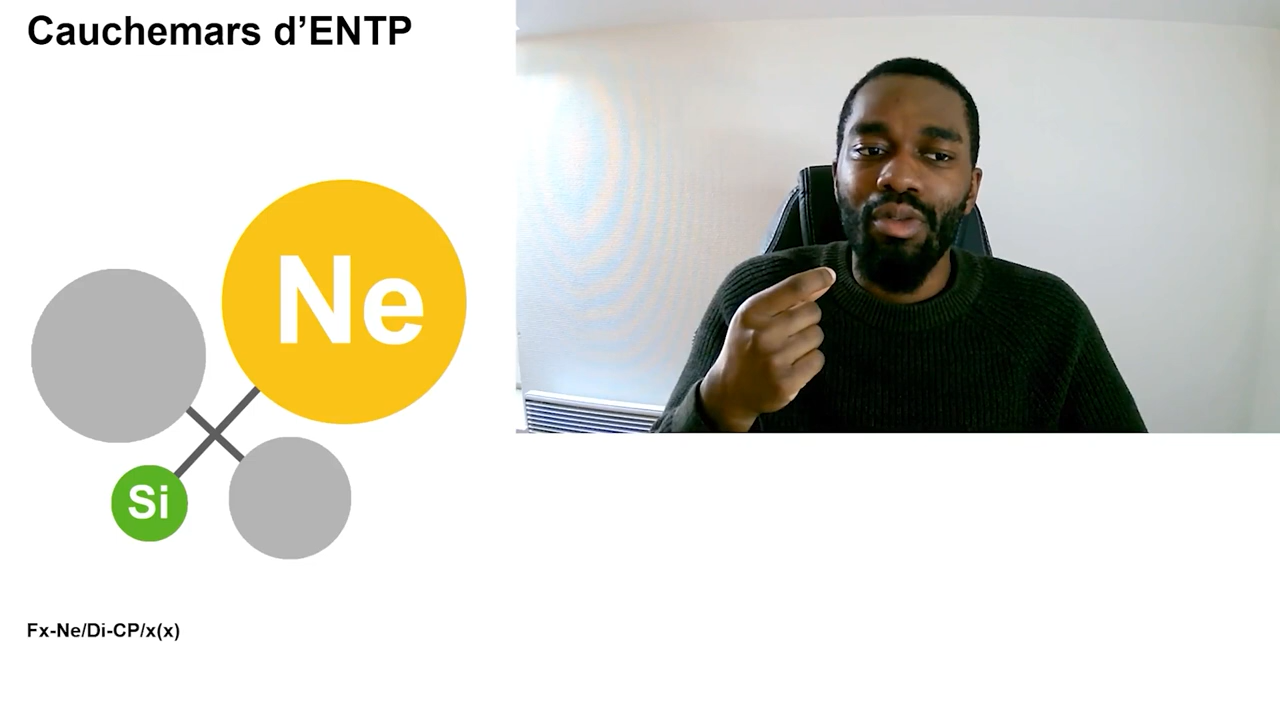 Cauchemars d’ENTP
Ne
Si
Fx-Ne/Di-CP/x(x)